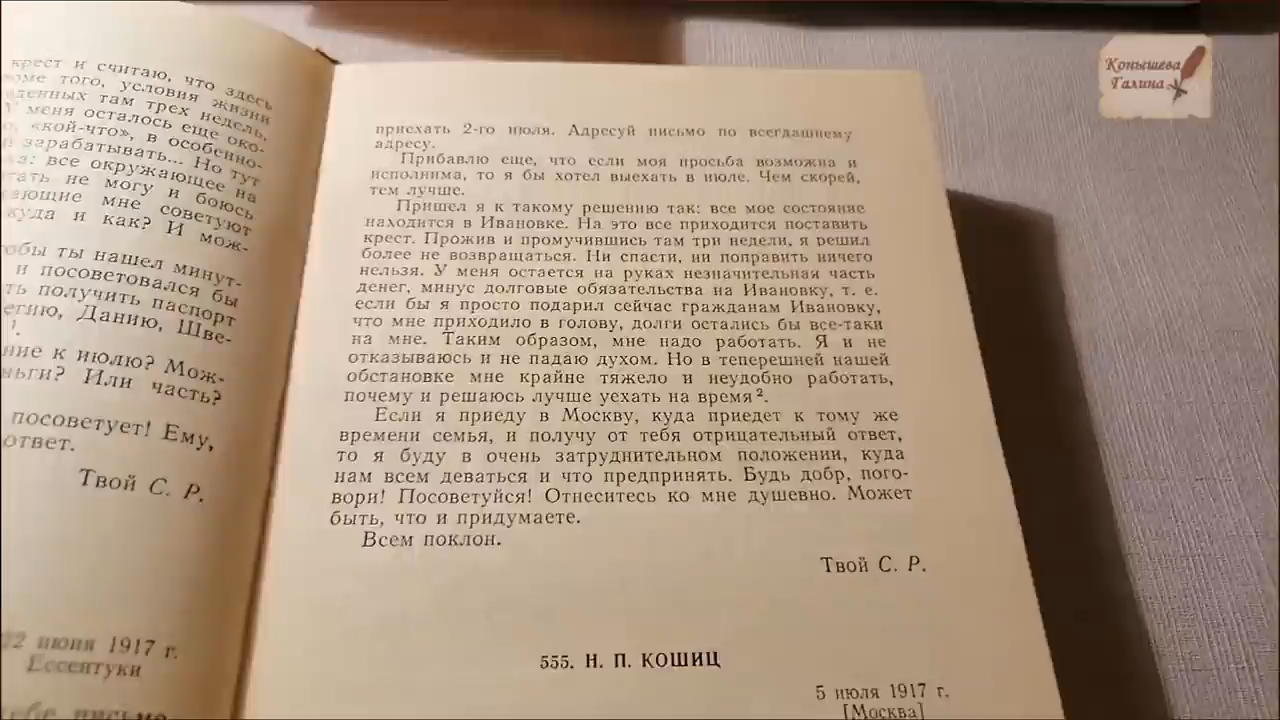 крест и считаю, что здесь
того, условия жизни
там трех недель,
меня осталось еще око-
«кой-что», в особенно-
зарабатывать... Но тут
все окружающее на
не могу и боюсь
мне советуют
куда и как? И мож-
ты нашел минут-
и посоветовался бы
получить паспорт
Данию, Шве-
к июлю? Мож-
Или часть?
посоветует! Ему,
ответ.
Твой С. Р.
22 июня 1917 г.
Ессентуки
письмо
приехать 2-го июля. Адресуй письмо по всегдашнему
адресу.
Прибавлю еще, что если моя просьба возможна и
исполнима, то я бы хотел выехать в июле. Чем скорей,
тем лучше.
Пришел я к такому решению так: все мое состояние
находится в Ивановке. На это все приходится поставить
крест. Прожив и промучившись там три недели, я решил
более не возвращаться. Ни спасти, ни поправить ничего
нельзя. У меня остается на руках незначительная часть
денег, минус долговые обязательства на Ивановку, т. е.
если бы я просто подарил сейчас гражданам Ивановку,
что мне приходило в голову, долги остались бы все-таки
на мне. Таким образом, мне надо работать. Я и не
отказываюсь и не падаю духом. Но в теперешней нашей
обстановке мне крайне тяжело и неудобно работать,
почему и решаюсь лучше уехать на время².
Если я приеду в Москву, куда приедет к тому же
времени семья, и получу от тебя отрицательный ответ,
то я буду в очень затруднительном положении, куда
нам всем деваться и что предпринять. Будь добр, пого-
вори! Посоветуйся! Отнеситесь ко мне душевно. Может
быть, что и придумаете.
Всем поклон.
Твой С. Р.
555. Н. П. КОШИЦ
5 июля 1917 г.
[Москва]
Конышева
Галина